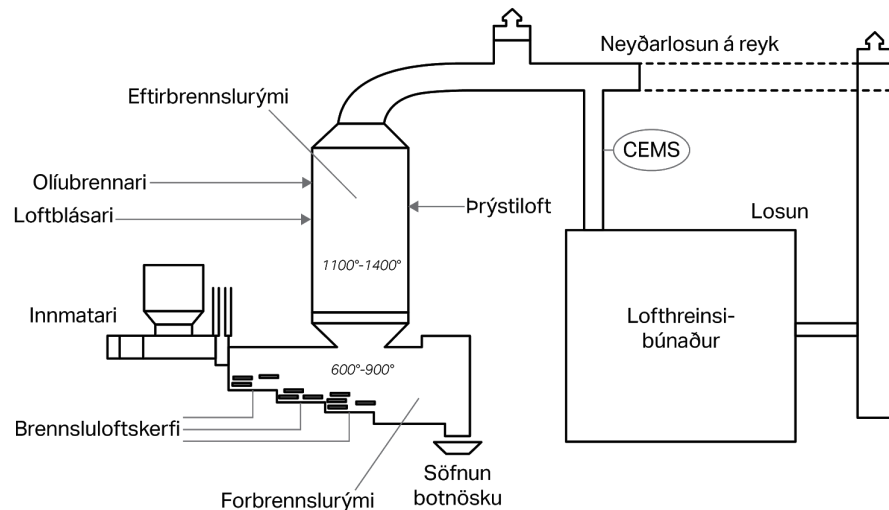 Neyðarlosun á reyk
Eftirbrennslurými
CEMS
Olíubrennari
Loftblásari
Þrýstiloft
Losun
1100°-1400°
Innmatari
Lofthreinsi-
búnaður
600°-900°
Brennsluloftskerfi
Söfnun
botnösku
Forbrennslurými